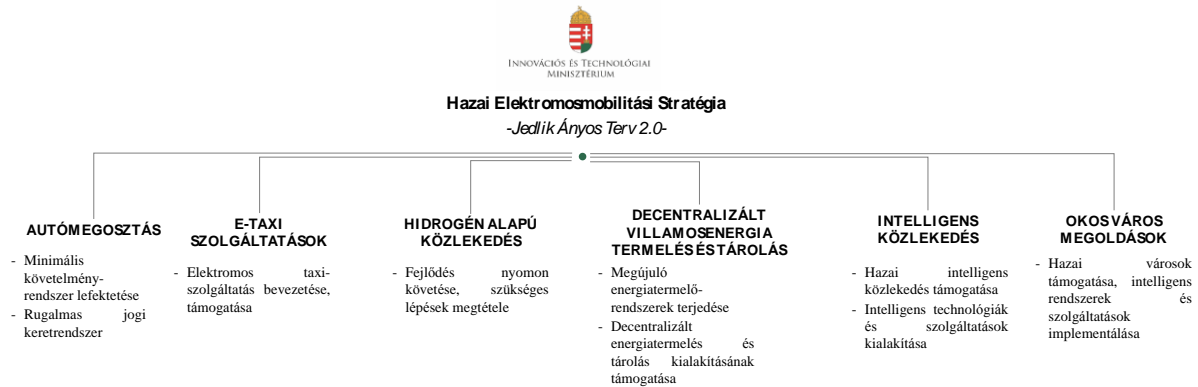 INNOVÁCIÓS ÉS TECHNOLÓGIAI
MINISZTÉRIUM
Hazai Elektromosmobilitási Stratégia
-Jedlik Ányos Terv 2.0-
AUTÓMEGOSZTÁS
- Minimális
követelmény-
rendszer lefektetése
- Rugalmas jogi
keretrendszer
E-TAXI
SZOLGÁLTATÁSOK
- Elektromos taxi-
szolgáltatás bevezetése,
támogatása
HIDROGÉN ALAPÚ
KÖZLEKEDÉS
- Fejlődés nyomon
követése, szükséges
lépések megtétele
DECENTRALIZÁLT
VILLAMOSENERGIA
TERMELÉS ÉS TÁROLÁS
- Megújuló
energiatermelő-
rendszerek terjedése
- Decentralizált
energiatermelés és
tárolás kialakításának
támogatása
INTELLIGENS
KÖZLEKEDÉS
- Hazai intelligens
közlekedés támogatása
- Intelligens technológiák
és szolgáltatások
kialakítása
OKOS VÁROS
MEGOLDÁSOK
- Hazai városok
támogatása, intelligens
rendszerek és
szolgáltatások
implementálása